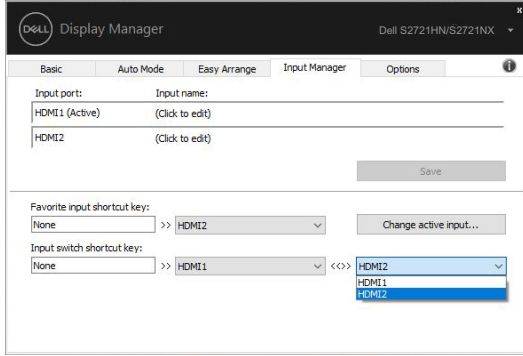 DELL Display Manager
Dell S2721HN/S2721NX
x
Basic Auto Mode Easy Arrange Input Manager Options
Input port: Input name:
HDMI1 (Active) (Click to edit)
HDMI2 (Click to edit)
Save
Favorite input shortcut key:
None >> HDMI2 Change active input...
Input switch shortcut key:
None >> HDMI1 <<>> HDMI2
HDMI1
HDMI2